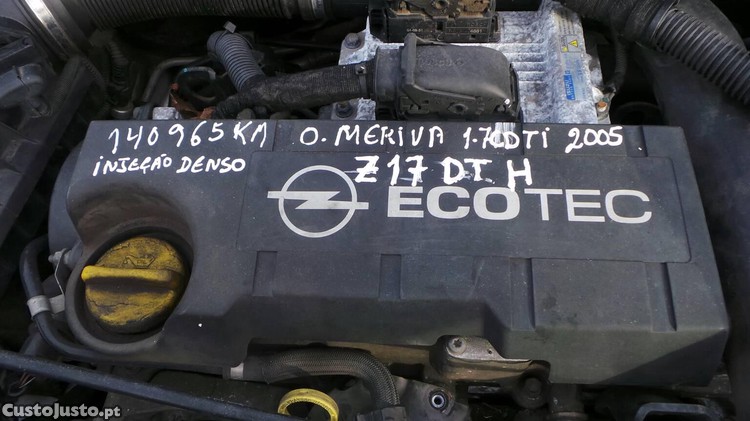 140965KM O. MERIVA 1.7CDTi 2005
iNJEÇÃO DENSO Z17 DT H
ECOTEC
CustoJusto.pt